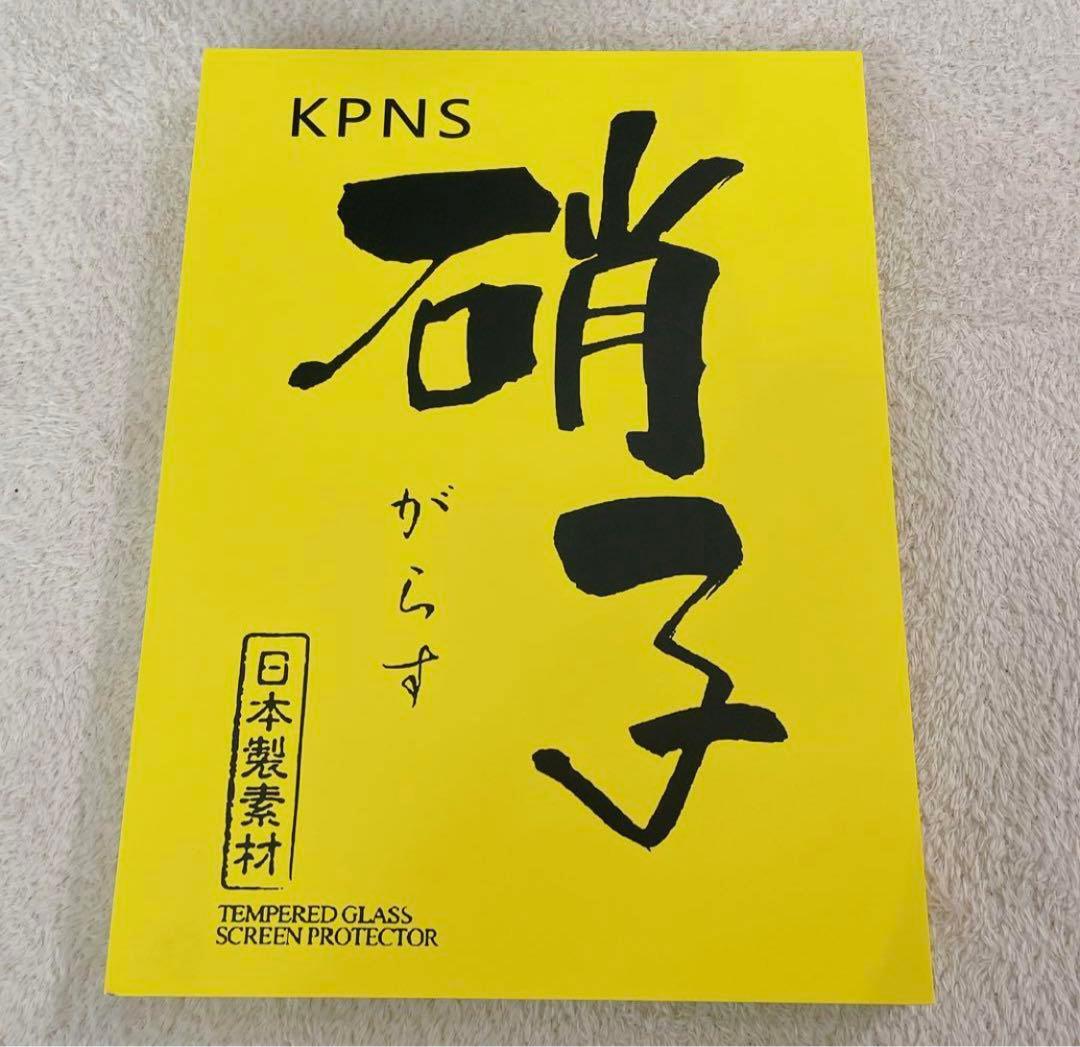 KPNS
硝子
がらす
日本製素材
TEMPERED GLASS
SCREEN PROTECTOR